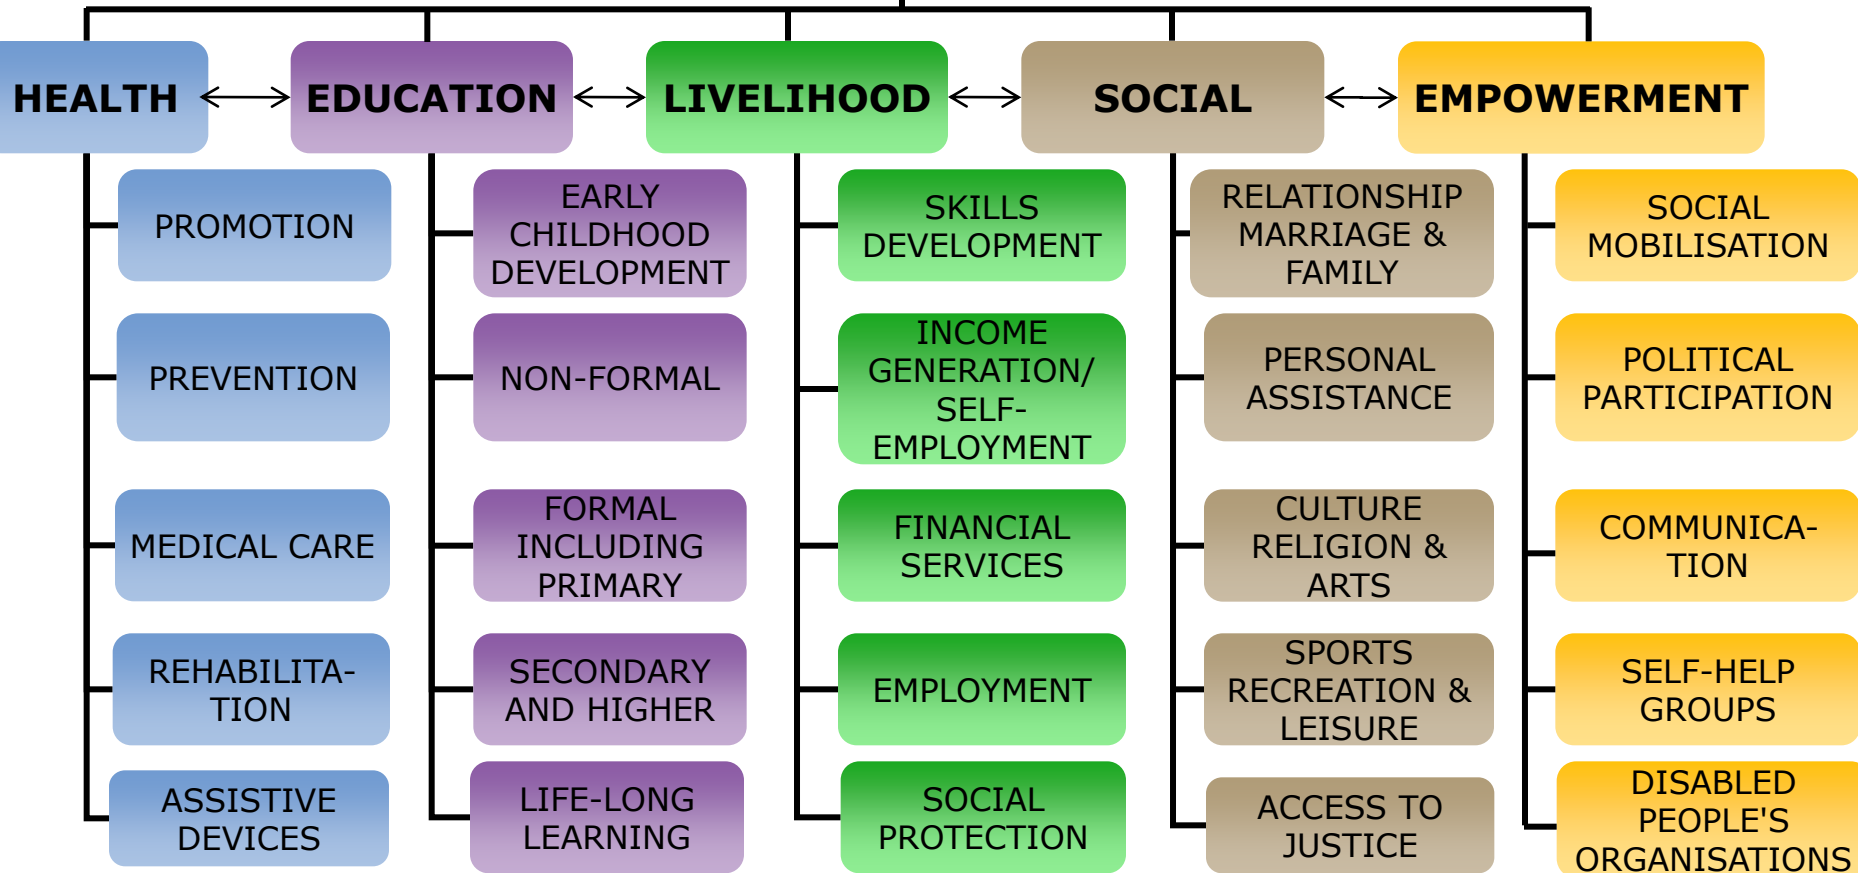 HEALTH
EDUCATION
LIVELIHOOD
SOCIAL
EMPOWERMENT
PROMOTION
PREVENTION
MEDICAL CARE
REHABILITA-
TION
ASSISTIVE
DEVICES
EARLY
CHILDHOOD
DEVELOPMENT
NON-FORMAL
FORMAL
INCLUDING
PRIMARY
SECONDARY
AND HIGHER
LIFE-LONG
LEARNING
SKILLS
DEVELOPMENT
INCOME
GENERATION/
SELF-
EMPLOYMENT
FINANCIAL
SERVICES
EMPLOYMENT
SOCIAL
PROTECTION
RELATIONSHIP
MARRIAGE &
FAMILY
PERSONAL
ASSISTANCE
CULTURE
RELIGION &
ARTS
SPORTS
RECREATION &
LEISURE
ACCESS TO
JUSTICE
SOCIAL
MOBILISATION
POLITICAL
PARTICIPATION
COMMUNICA-
TION
SELF-HELP
GROUPS
DISABLED
PEOPLE'S
ORGANISATIONS